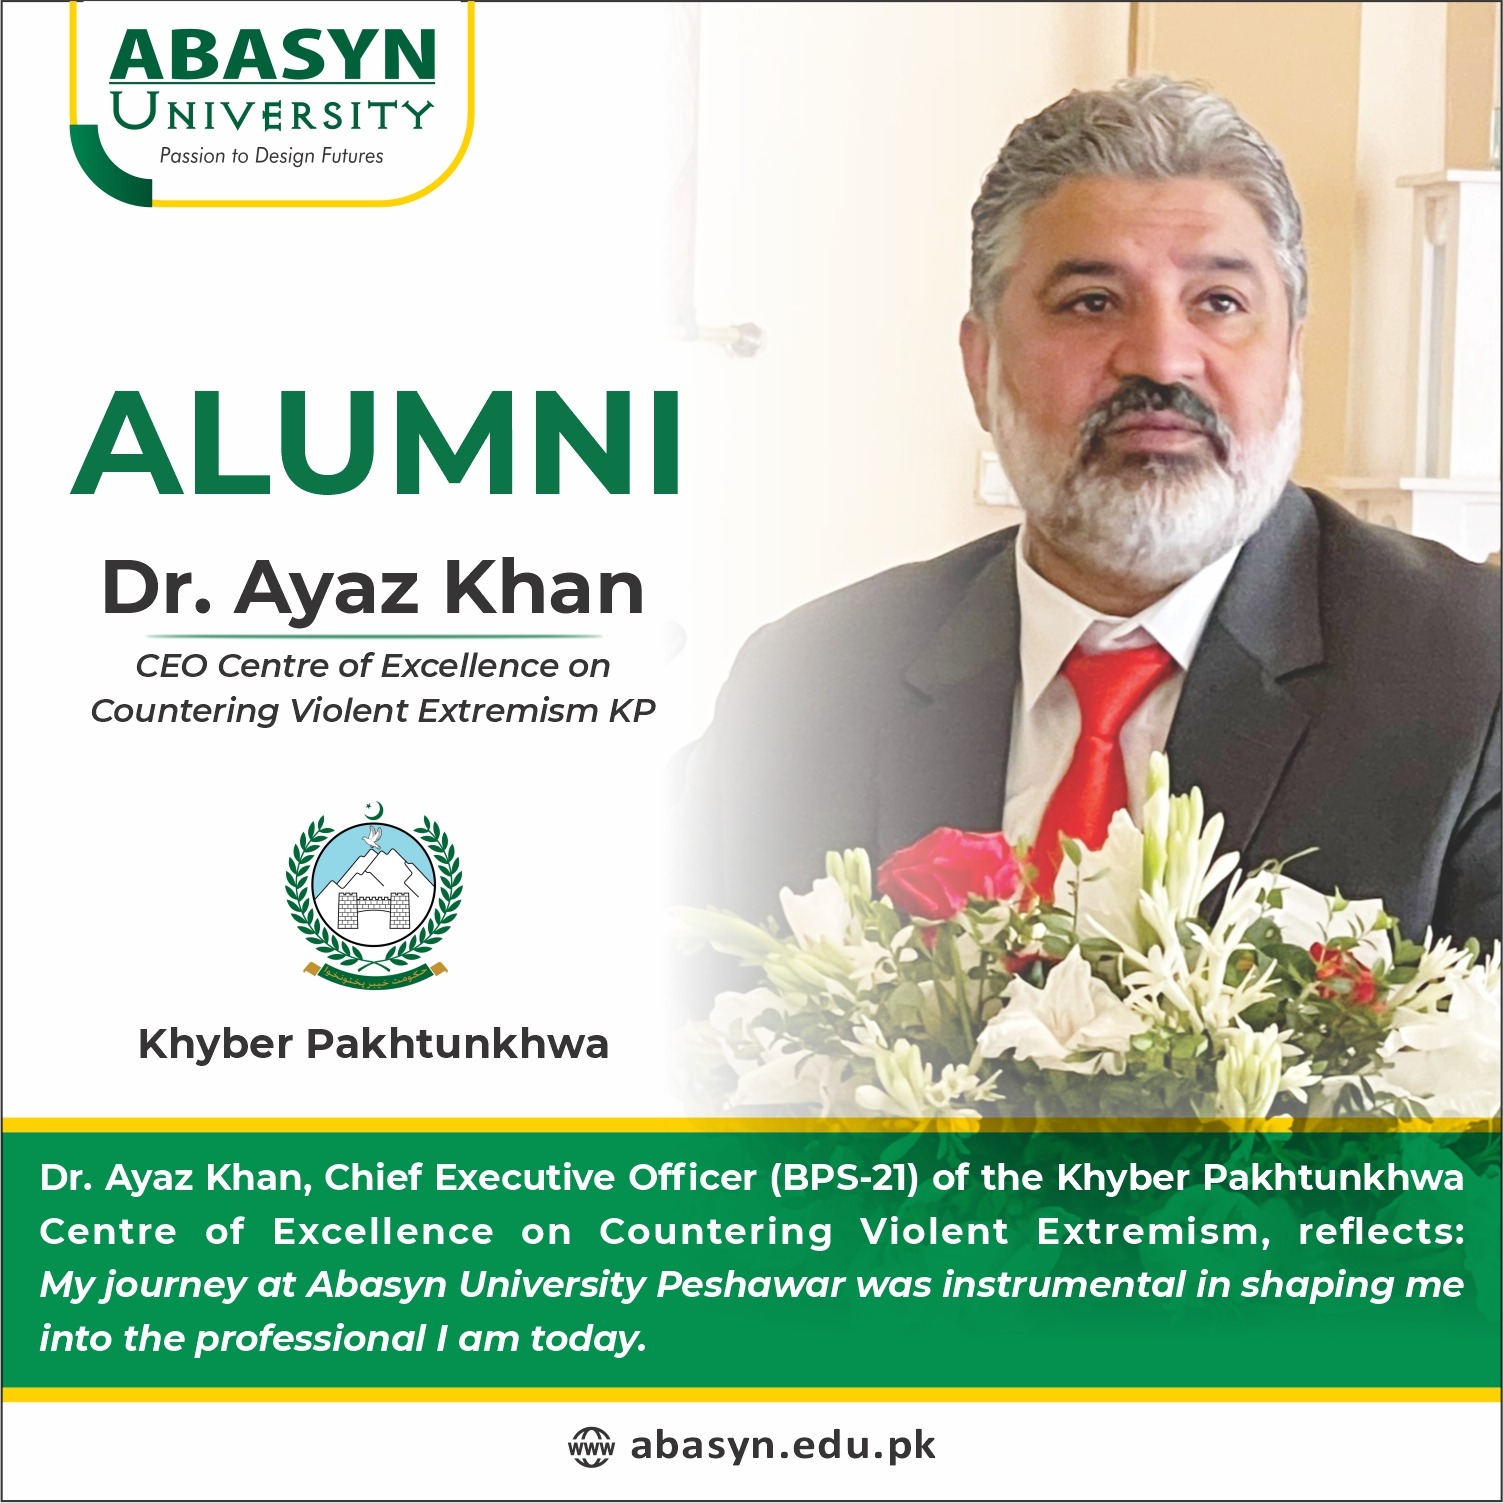 ABASYN
UNIVERSITY
Passion to Design Futures
ALUMNI
Dr. Ayaz Khan
CEO Centre of Excellence on
Countering Violent Extremism KP
حکومت خیبر پختونخوا
Khyber Pakhtunkhwa
Dr. Ayaz Khan, Chief Executive Officer (BPS-21) of the Khyber Pakhtunkhwa
Centre of Excellence on Countering Violent Extremism, reflects:
My journey at Abasyn University Peshawar was instrumental in shaping me
into the professional I am today.
www abasyn.edu.pk